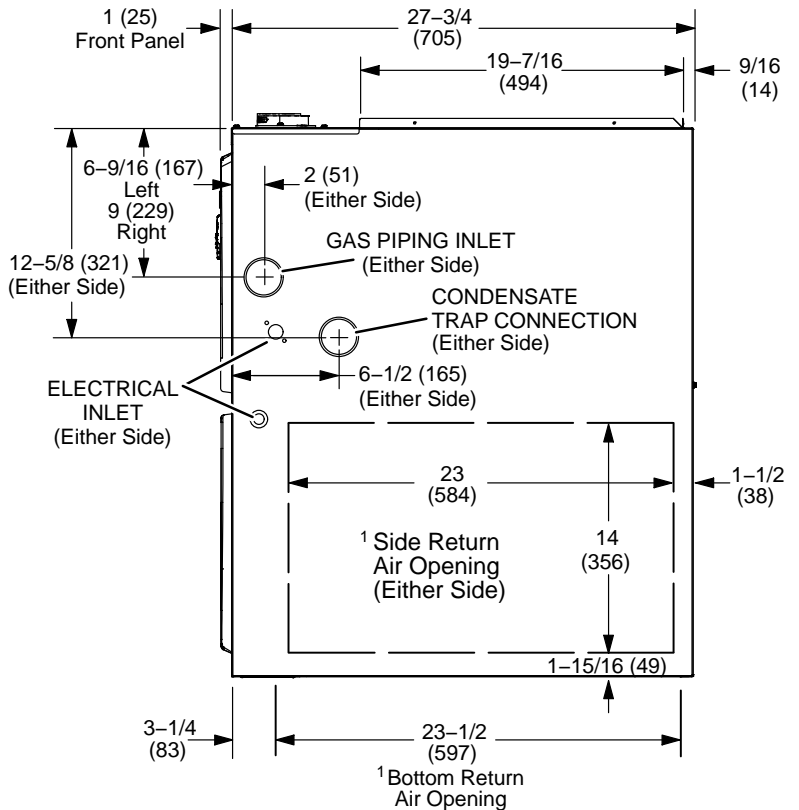 1 (25)
Front Panel
27–3/4
(705)
19–7/16
(494)
9/16
(14)
6–9/16 (167)
Left
9 (229)
Right
2 (51)
(Either Side)
12–5/8 (321)
(Either Side)
GAS PIPING INLET
(Either Side)
CONDENSATE
TRAP CONNECTION
(Either Side)
6–1/2 (165)
(Either Side)
ELECTRICAL
INLET
(Either Side)
23
(584)
1–1/2
(38)
1 Side Return
Air Opening
(Either Side)
14
(356)
1–15/16 (49)
3–1/4
(83)
23–1/2
(597)
1 Bottom Return
Air Opening